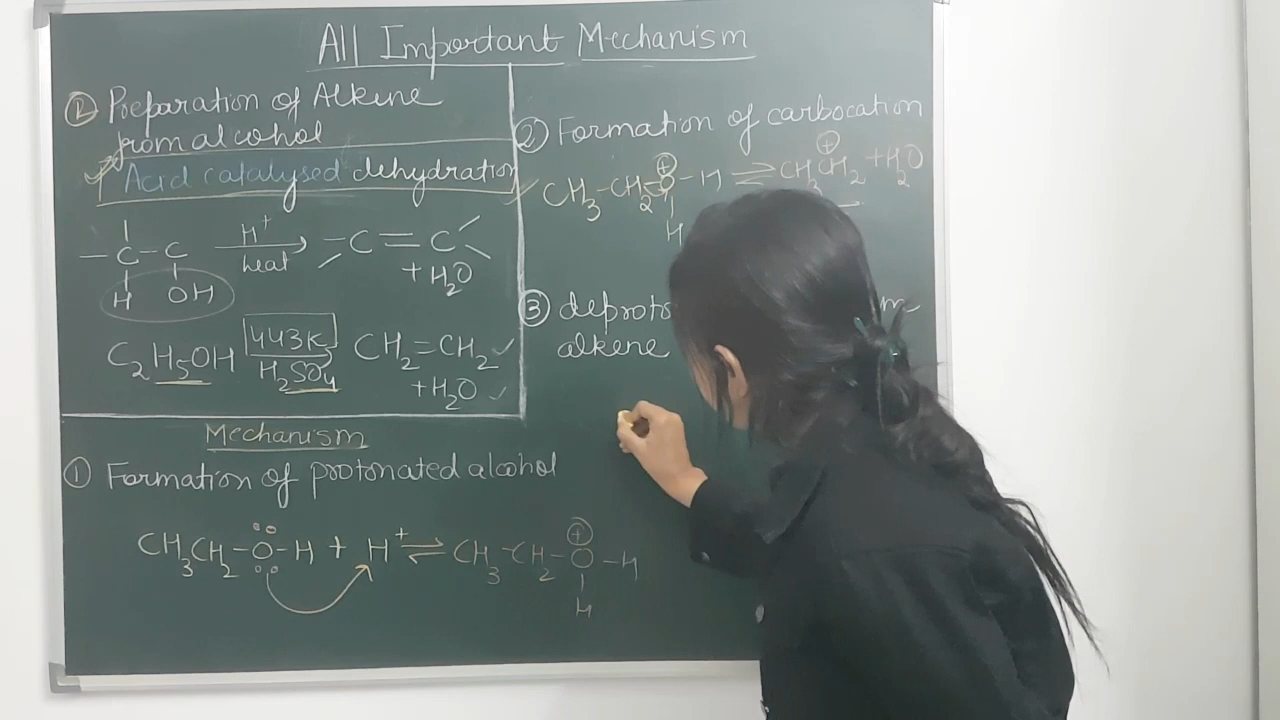 All Important Mechanism
② Preparation of Alkene
from alcohol
Acid catalysed dehydration
– C – C H⁺ heat – C = C
H OH + H₂O
C₂H₅OH 443K H₂SO₄ CH₂=CH₂
+H₂O
Mechanism
① Formation of protonated alcohol
CH₃CH₂–O–H + H⁺ ⇌ CH₃–CH₂–O⊕–H
H
② Formation of carbocation
CH₃–CH₂–O⊕–H ⇌ CH₃CH₂⊕ + H₂O
H
③ deproto
alkene